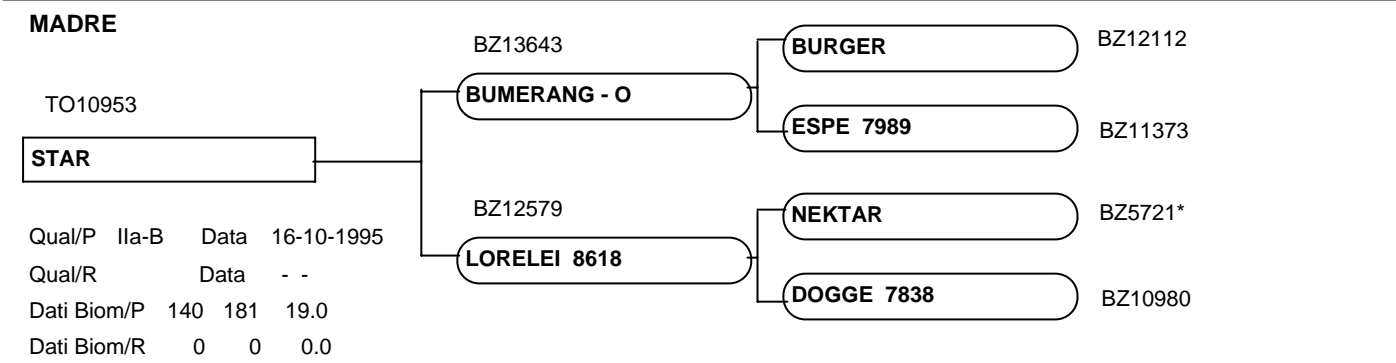 MADRE
BZ13643
BURGER
BZ12112
TO10953
BUMERANG - O
ESPE 7989
BZ11373
STAR
BZ12579
NEKTAR
BZ5721*
Qual/P IIa-B Data 16-10-1995
LORELEI 8618
Qual/R Data - -
DOGGE 7838
BZ10980
Dati Biom/P 140 181 19.0
Dati Biom/R 0 0 0.0